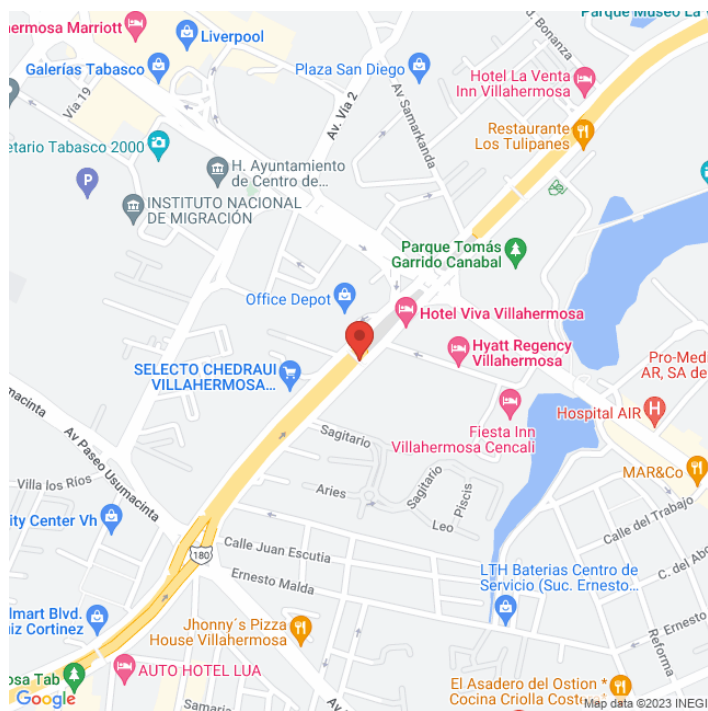 Parque Museo La V
hermosa Marriott
Liverpool
Bonanza
Galerías Tabasco
Plaza San Diego
Hotel La Venta
Inn Villahermosa
Vía 19
Av. Vía 2
Av Samarkanda
Restaurante
Los Tulipanes
etario Tabasco 2000
H. Ayuntamiento
de Centro de...
P
INSTITUTO NACIONAL
DE MIGRACIÓN
Parque Tomás
Garrido Canabal
Office Depot
Hotel Viva Villahermosa
Hyatt Regency
Villahermosa
SELECTO CHEDRAUI
VILLAHERMOSA...
Pro-Medi
AR, SA de
Hospital AIR
H
Fiesta Inn
Villahermosa Cencali
umacinta
Av Paseo Usumacinta
Sagitario
MAR&Co
Villa los Ríos
Aries
Sagitario
Piscis
Leo
Calle del Trabajo
ity Center Vh
180
Calle Juan Escutia
C. del Abo
LTH Baterias Centro de
Servicio (Suc. Ernesto...
Ernesto Malda
lmart Blvd.
uiz Cortinez
Jhonny´s Pizza
House Villahermosa
Reforma
AUTO HOTEL LUA
osa Tab
Google
Samaria
Av
El Asadero del Ostion *
Cocina Criolla Coste
Map data ©2023 INEGI